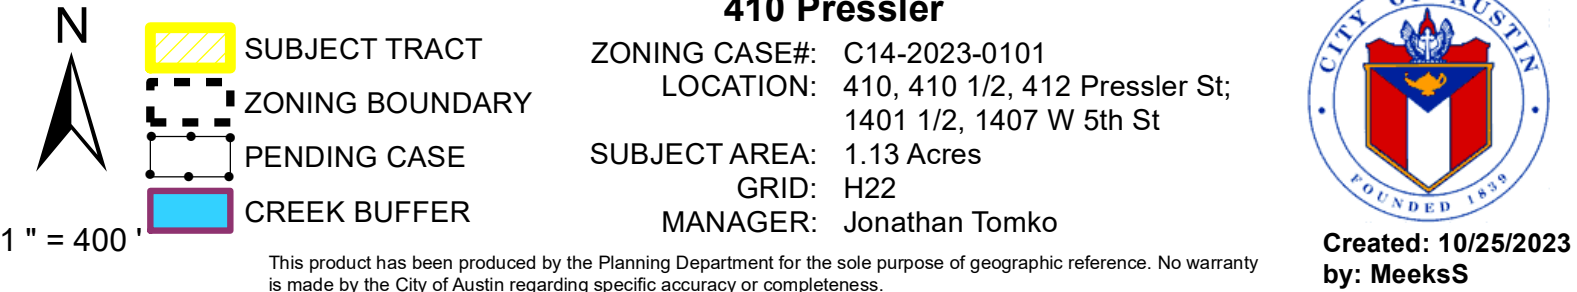 410 Pressler
N
SUBJECT TRACT
ZONING BOUNDARY
PENDING CASE
CREEK BUFFER
1 " = 400 '
ZONING CASE#: C14-2023-0101
LOCATION: 410, 410 1/2, 412 Pressler St;
1401 1/2, 1407 W 5th St
SUBJECT AREA: 1.13 Acres
GRID: H22
MANAGER: Jonathan Tomko
This product has been produced by the Planning Department for the sole purpose of geographic reference. No warranty
is made by the City of Austin regarding specific accuracy or completeness.
CITY OF AUSTIN
FOUNDED 1839
Created: 10/25/2023
by: MeeksS